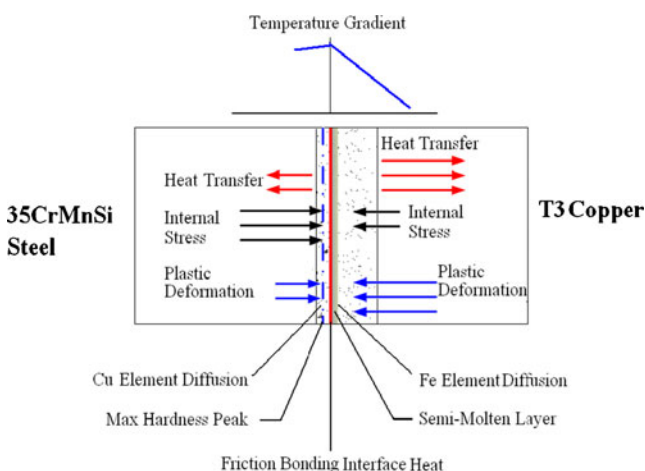 Temperature Gradient
Heat Transfer
Heat Transfer
35CrMnSi
Steel
Internal
Stress
Internal
Stress
T3 Copper
Plastic
Deformation
Plastic
Deformation
Cu Element Diffusion
Fe Element Diffusion
Max Hardness Peak
Semi-Molten Layer
Friction Bonding Interface Heat